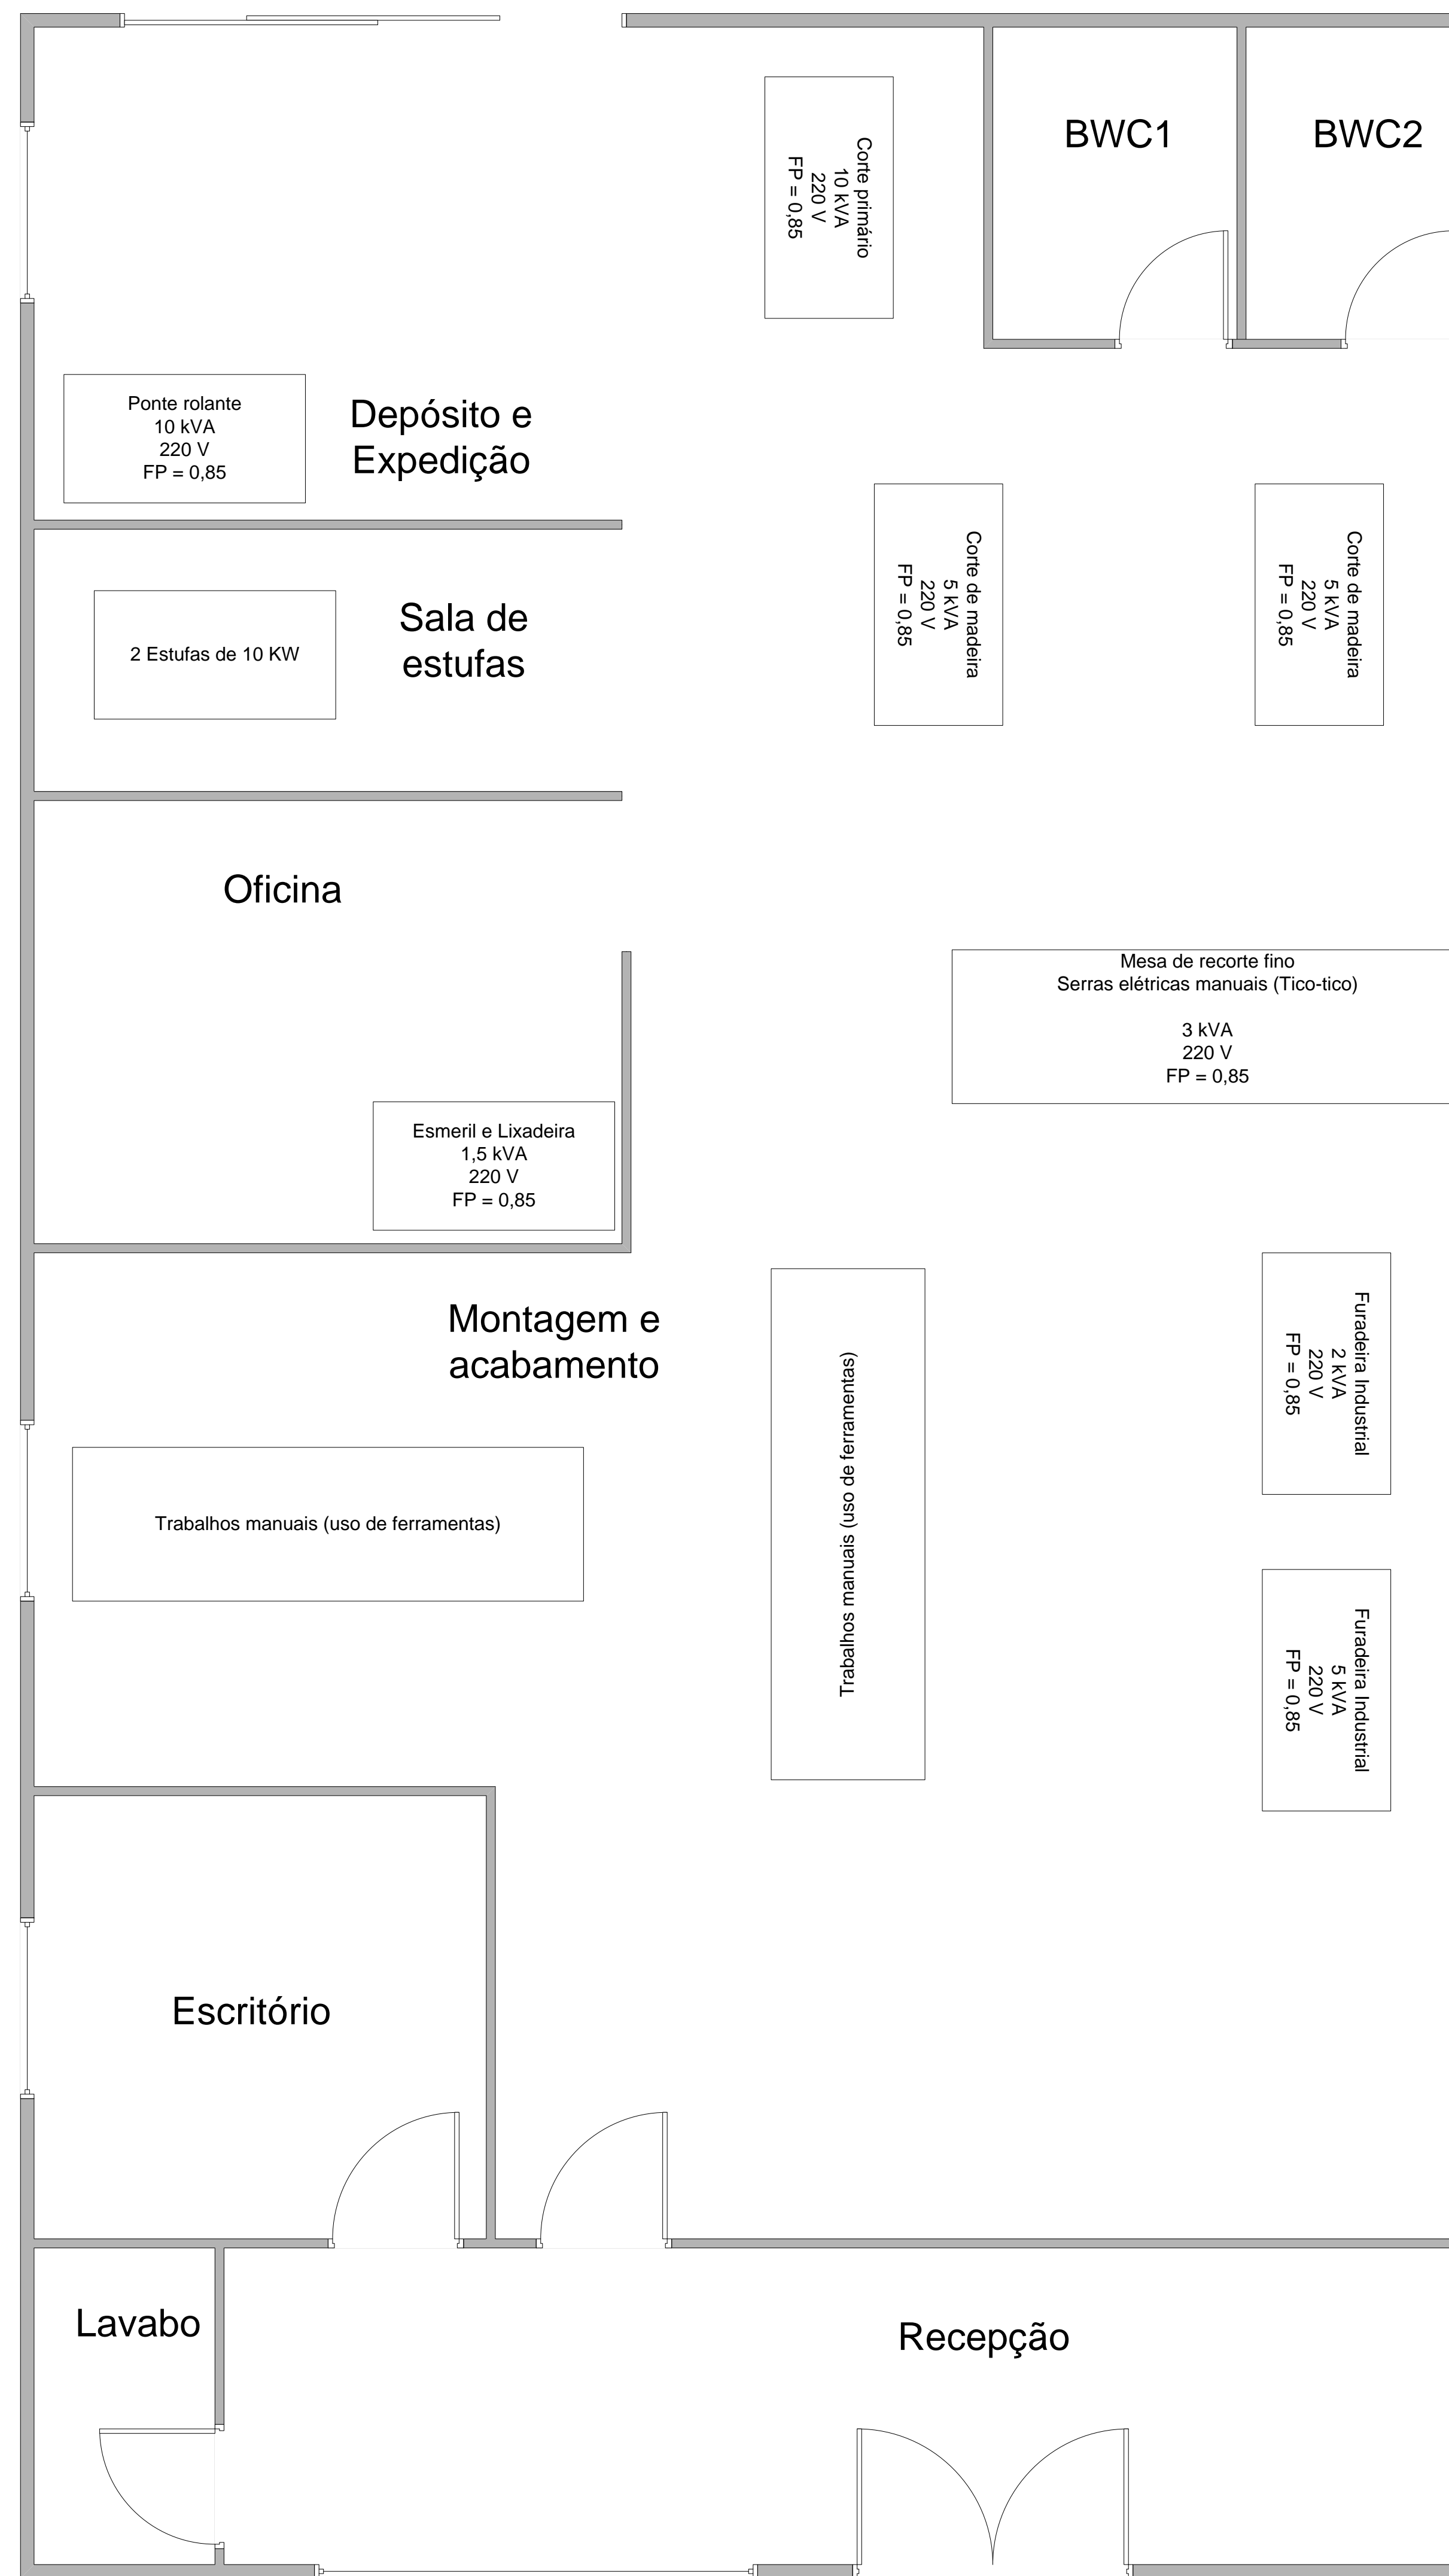 BWC1
BWC2
Corte primário
10 kVA
220 V
FP = 0,85
Ponte rolante
10 kVA
220 V
FP = 0,85
Depósito e
Expedição
2 Estufas de 10 KW
Sala de
estufas
Corte de madeira
5 kVA
220 V
FP = 0,85
Corte de madeira
5 kVA
220 V
FP = 0,85
Oficina
Mesa de recorte fino
Serras elétricas manuais (Tico-tico)
3 kVA
220 V
FP = 0,85
Esmeril e Lixadeira
1,5 kVA
220 V
FP = 0,85
Montagem e
acabamento
Trabalhos manuais (uso de ferramentas)
Trabalhos manuais (uso de ferramentas)
Furadeira Industrial
2 kVA
220 V
FP = 0,85
Furadeira Industrial
5 kVA
220 V
FP = 0,85
Escritório
Lavabo
Recepção